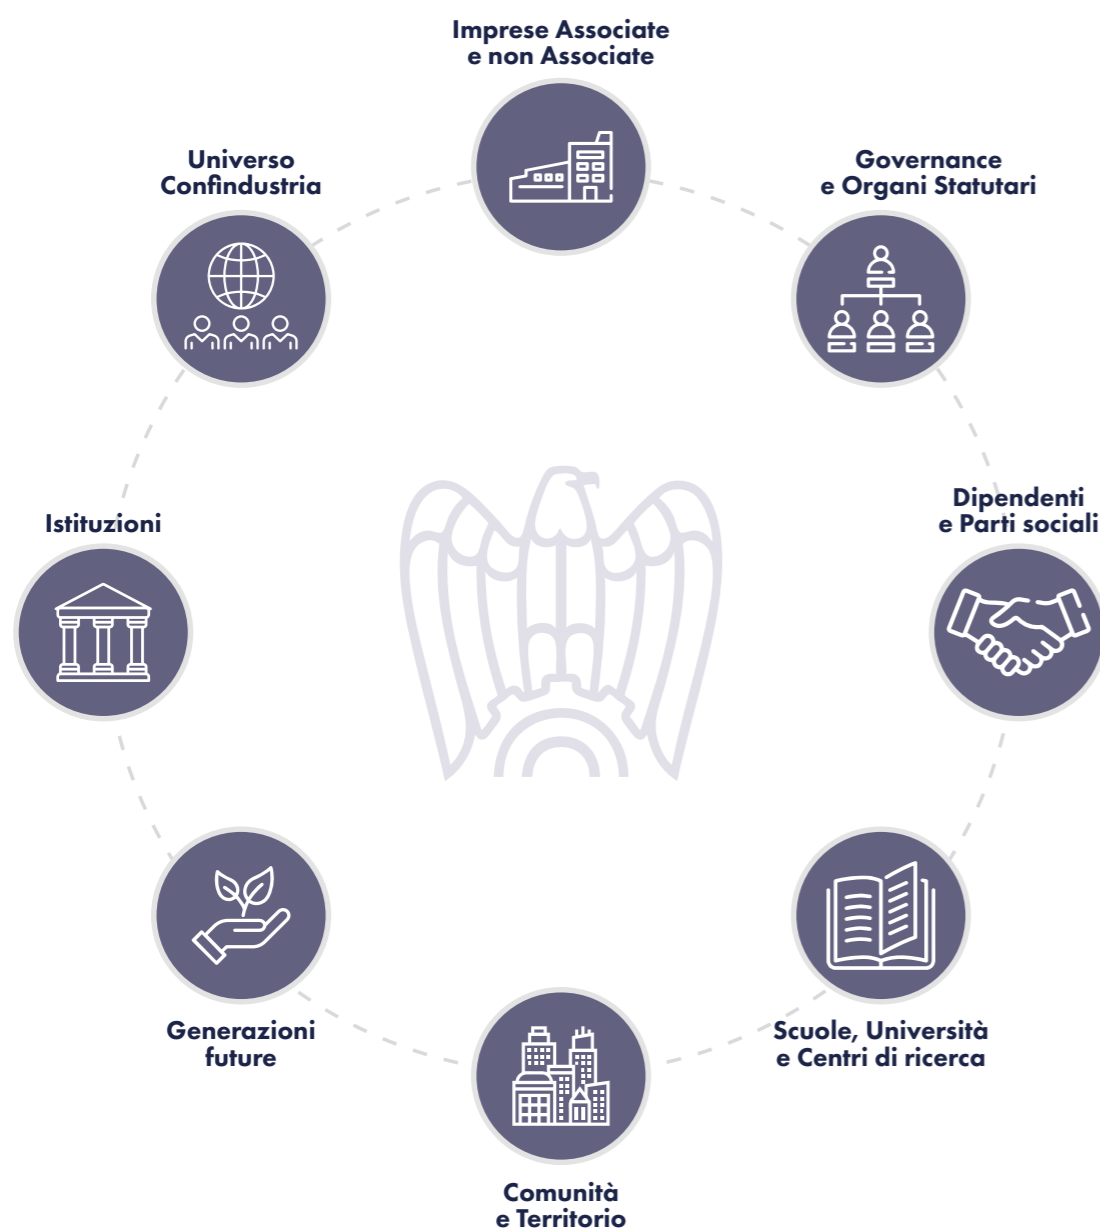 Imprese Associate
e non Associate
Universo
Confindustria
Governance
e Organi Statutari
Istituzioni
Dipendenti
e Parti sociali
Generazioni
future
Scuole, Università
e Centri di ricerca
Comunità
e Territorio